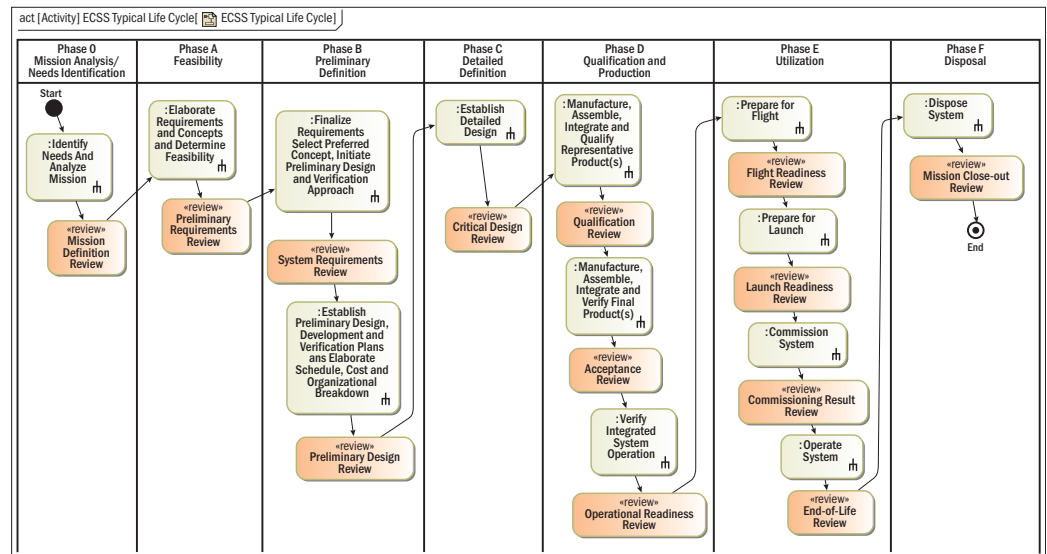 act [Activity] ECSS Typical Life Cycle[ ECSS Typical Life Cycle]
Phase 0
Mission Analysis/
Needs Identification
Phase A
Feasibility
Phase B
Preliminary
Definition
Phase C
Detailed
Definition
Phase D
Qualification and
Production
Phase E
Utilization
Phase F
Disposal
Start
:Identify
Needs And
Analyze
Mission
«review»
Mission
Definition
Review
:Elaborate
Requirements
and Concepts
and Determine
Feasibility
«review»
Preliminary
Requirements
Review
:Finalize
Requirements
Select Preferred
Concept, Initiate
Preliminary Design
and Verification
Approach
«review»
System Requirements
Review
:Establish
Preliminary Design,
Development and
Verification Plans
ans Elaborate
Schedule, Cost and
Organizational
Breakdown
«review»
Preliminary Design
Review
:Establish
Detailed
Design
«review»
Critical Design
Review
:Manufacture,
Assemble,
Integrate and
Qualify
Representative
Product(s)
«review»
Qualification
Review
:Manufacture,
Assemble,
Integrate and
Verify Final
Product(s)
«review»
Acceptance
Review
:Verify
Integrated
System
Operation
«review»
Operational Readiness
Review
:Prepare for
Flight
«review»
Flight Readiness
Review
:Prepare for
Launch
«review»
Launch Readiness
Review
:Commission
System
«review»
Commissioning Result
Review
:Operate
System
«review»
End-of-Life
Review
:Dispose
System
«review»
Mission Close-out
Review
End